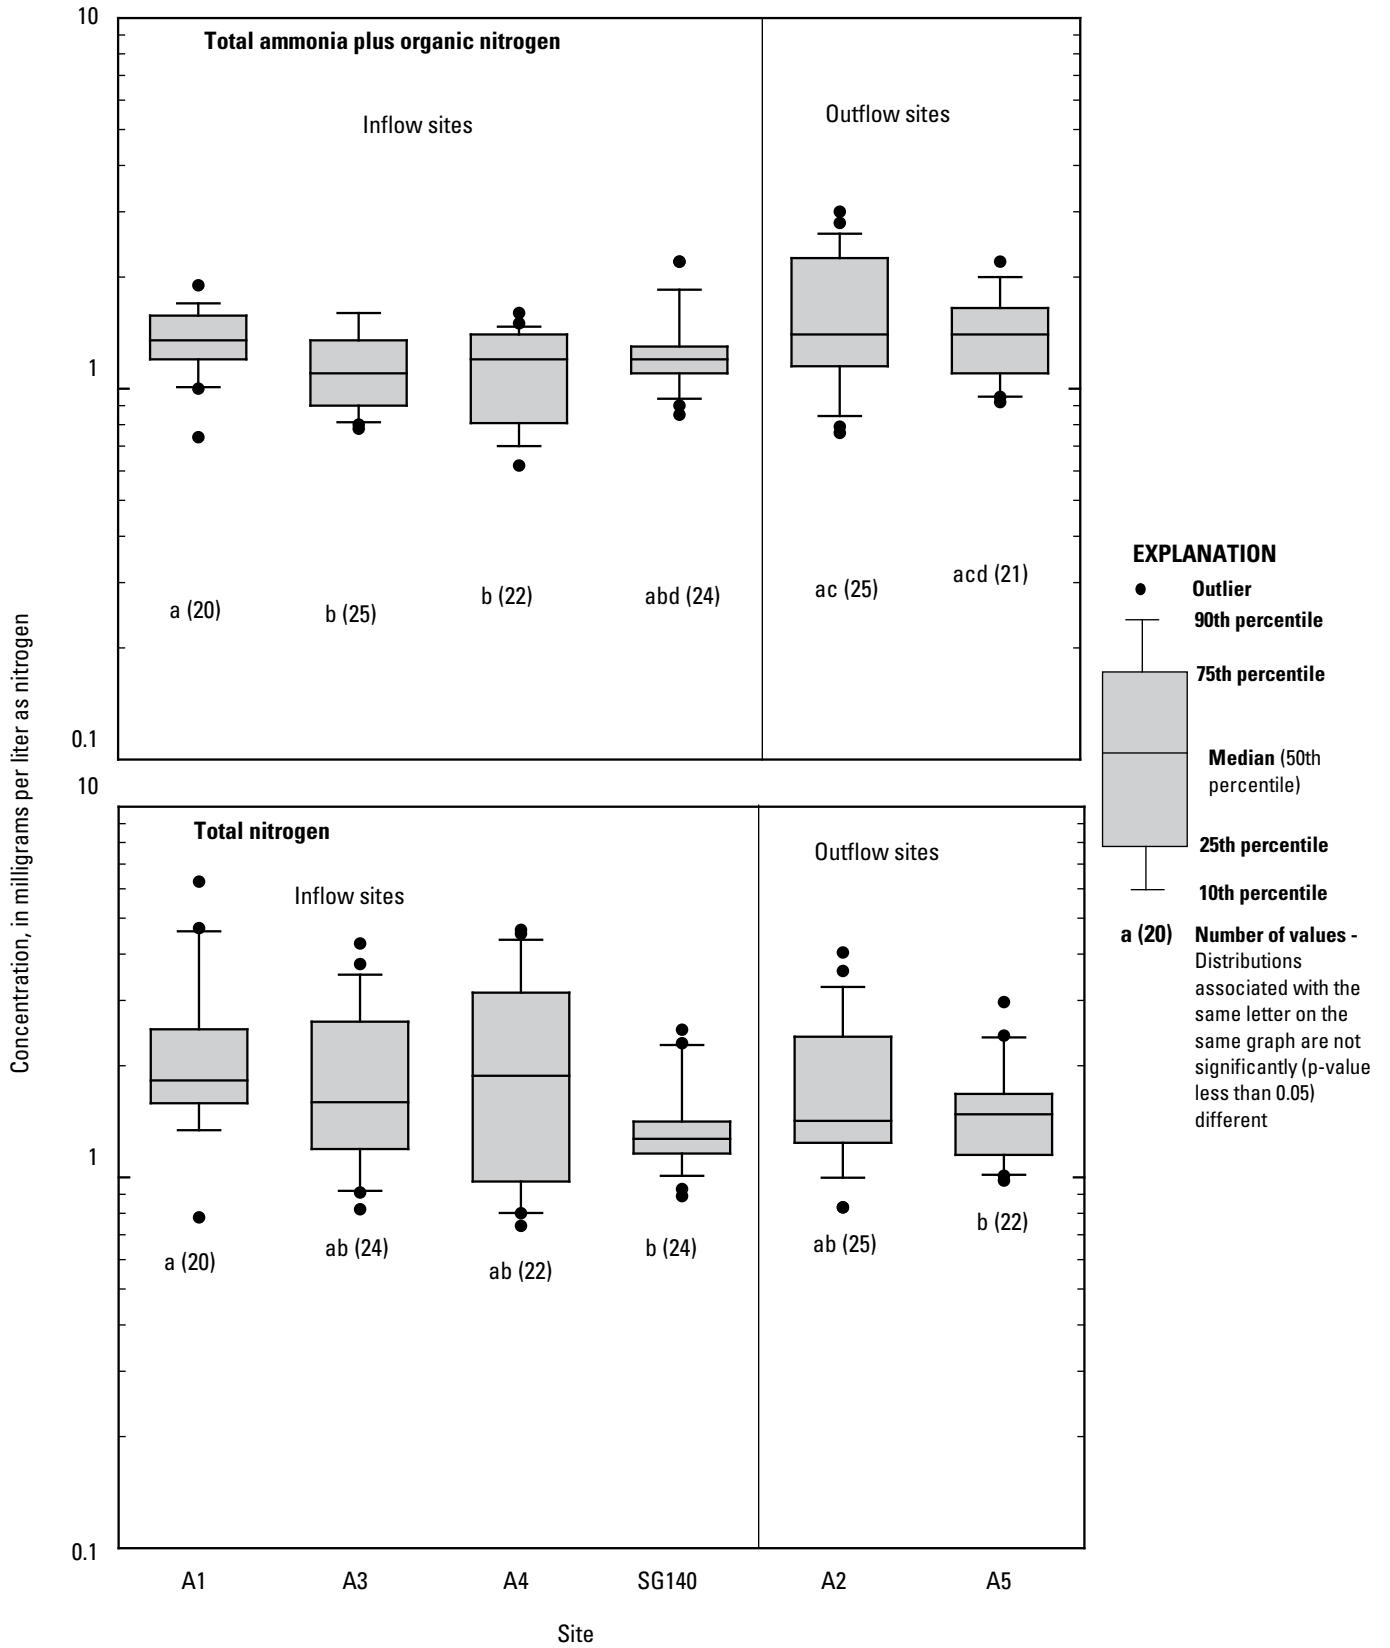 10
Total ammonia plus organic nitrogen
Inflow sites
Outflow sites
1
a (20)
b (25)
b (22)
abd (24)
ac (25)
acd (21)
0.1
Concentration, in milligrams per liter as nitrogen
10
Total nitrogen
Inflow sites
Outflow sites
1
a (20)
ab (24)
ab (22)
b (24)
ab (25)
b (22)
0.1
A1
A3
A4
SG140
A2
A5
Site
EXPLANATION
Outlier
90th percentile
75th percentile
Median (50th
percentile)
25th percentile
10th percentile
a (20) Number of values -
Distributions
associated with the
same letter on the
same graph are not
significantly (p-value
less than 0.05)
different